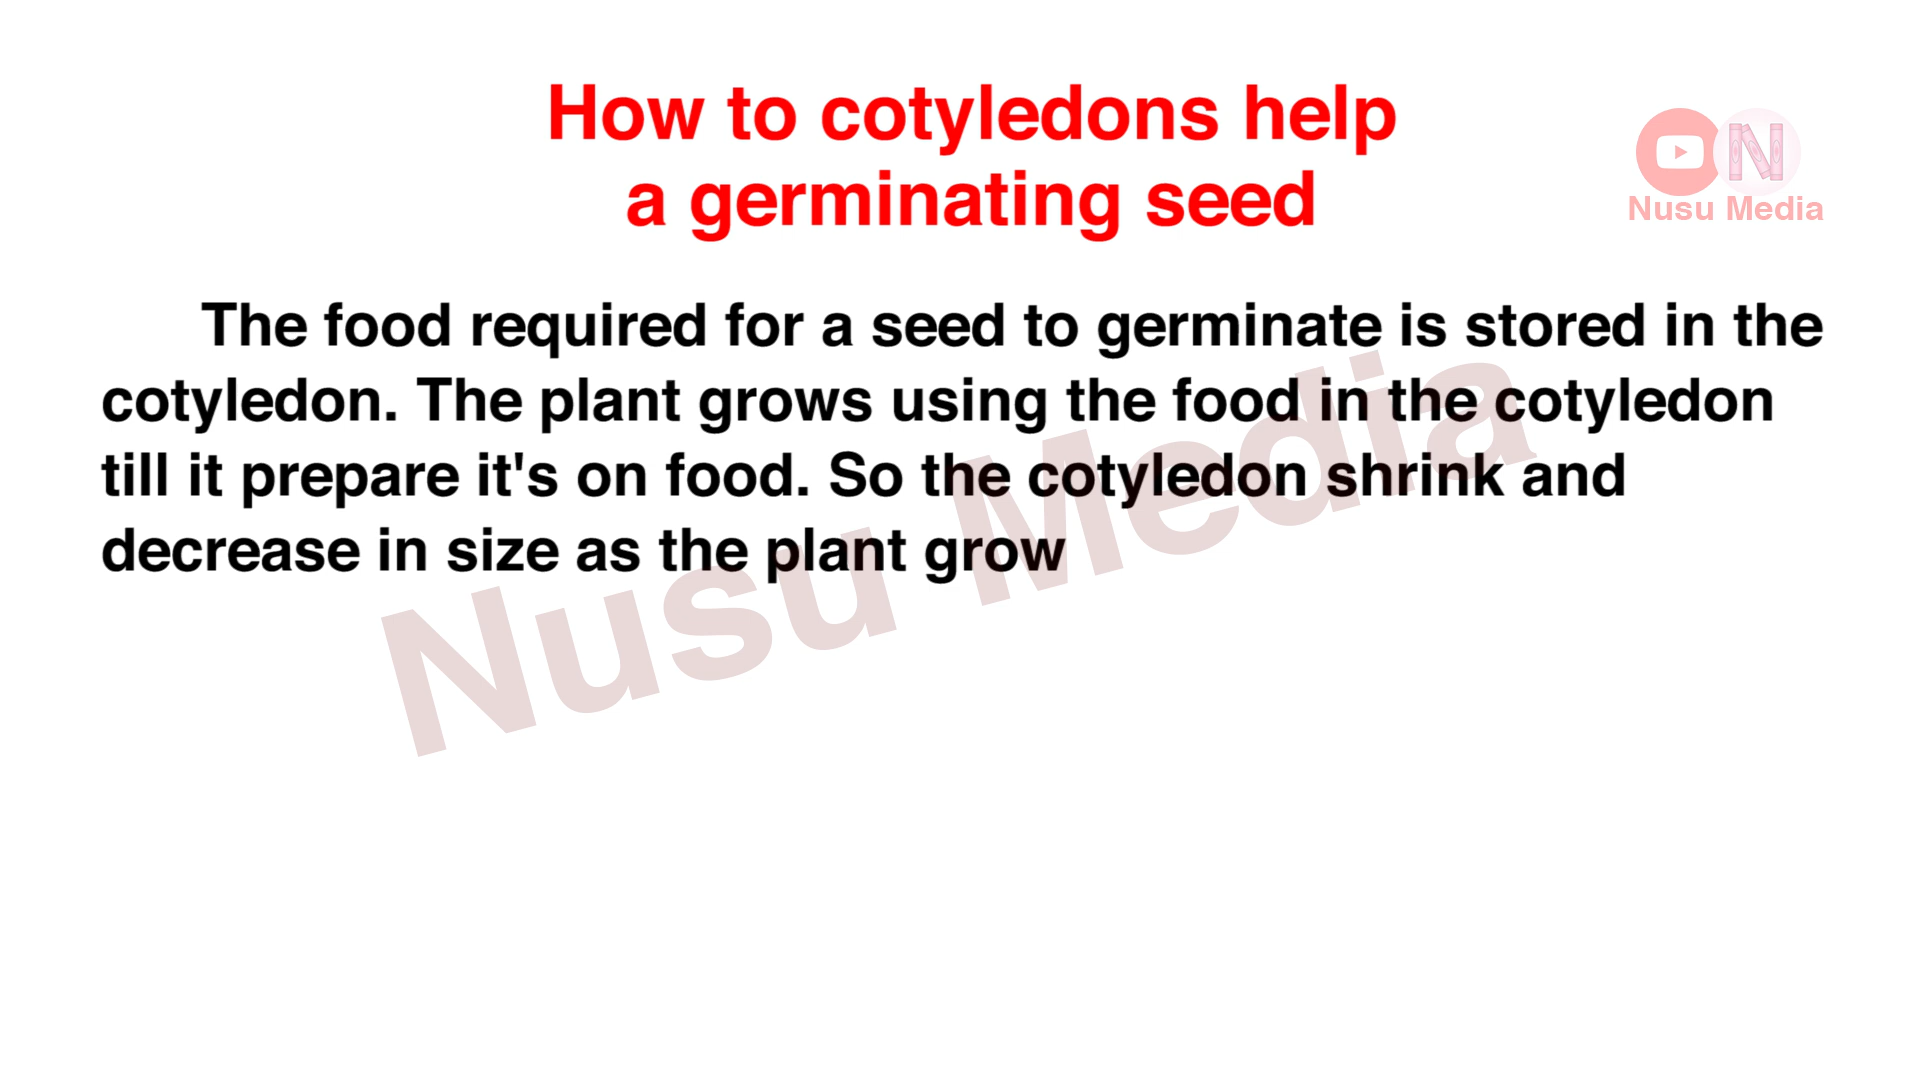 How to cotyledons help
a germinating seed
Nusu Media
The food required for a seed to germinate is stored in the
cotyledon. The plant grows using the food in the cotyledon
till it prepare it's on food. So the cotyledon shrink and
decrease in size as the plant grow
Nusu Media